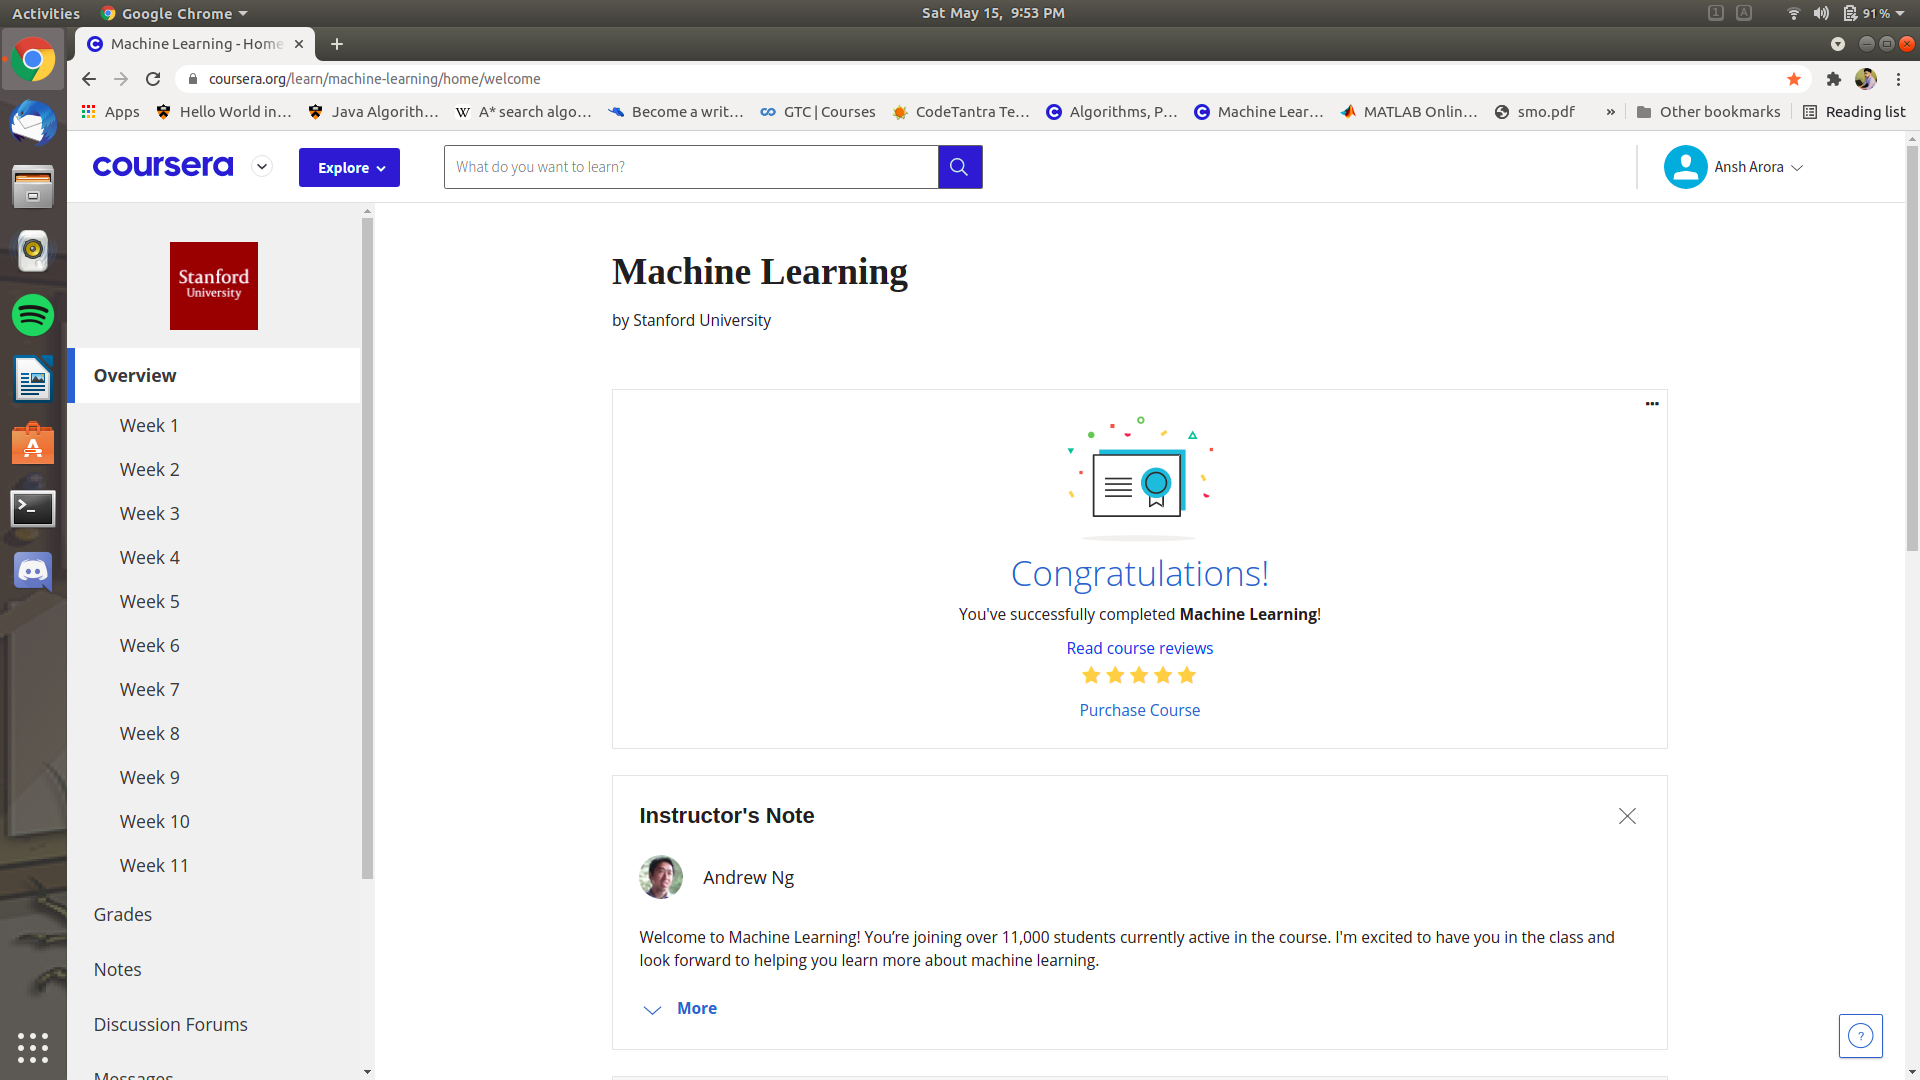 Activities Google Chrome Sat May 15, 9:53 PM 1 A 91%
Machine Learning - Home
coursera.org/learn/machine-learning/home/welcome
Apps Hello World in... Java Algorith... W A* search algo... Become a writ... GTC | Courses CodeTantra Te... Algorithms, P... Machine Lear... MATLAB Onlin... smo.pdf » Other bookmarks Reading list
coursera Explore What do you want to learn? Ansh Arora
Stanford
University
Overview
Week 1
Week 2
Week 3
Week 4
Week 5
Week 6
Week 7
Week 8
Week 9
Week 10
Week 11
Grades
Notes
Discussion Forums
Messages
Machine Learning
by Stanford University
Congratulations!
You've successfully completed Machine Learning!
Read course reviews
Purchase Course
Instructor's Note
Andrew Ng
Welcome to Machine Learning! You’re joining over 11,000 students currently active in the course. I'm excited to have you in the class and
look forward to helping you learn more about machine learning.
More
?